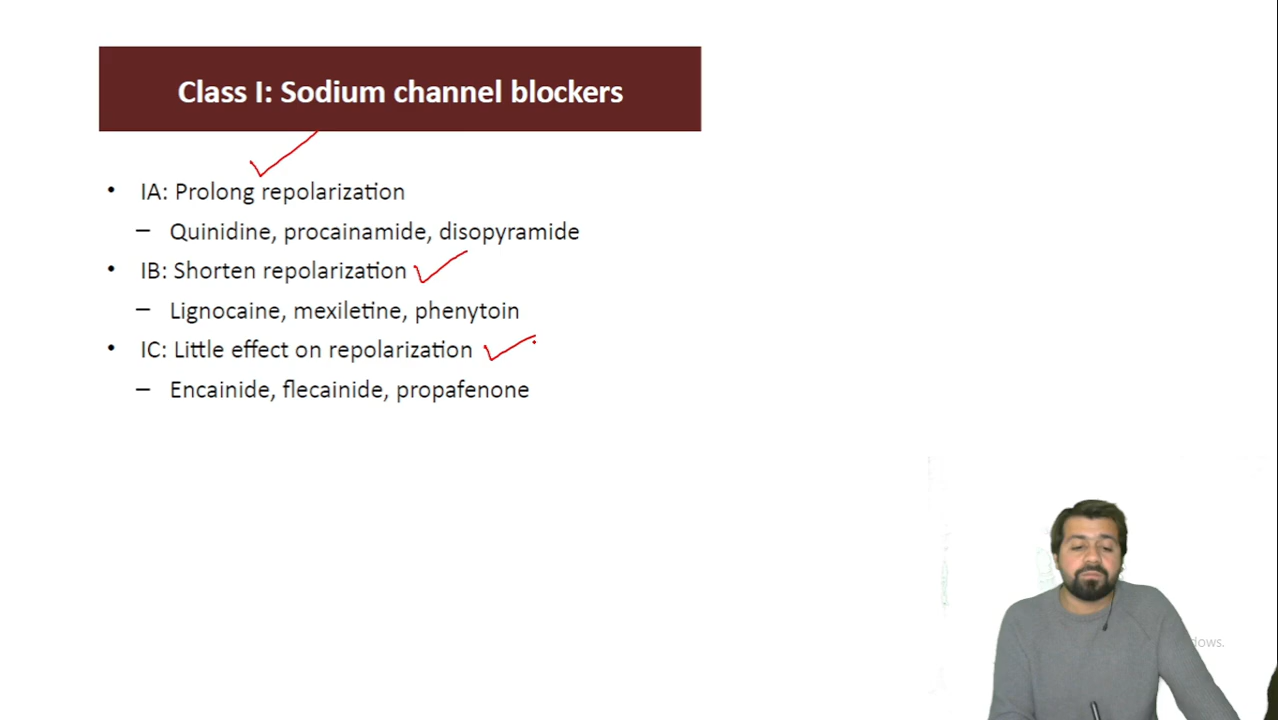 Class I: Sodium channel blockers
• IA: Prolong repolarization
– Quinidine, procainamide, disopyramide
• IB: Shorten repolarization
– Lignocaine, mexiletine, phenytoin
• IC: Little effect on repolarization
– Encainide, flecainide, propafenone